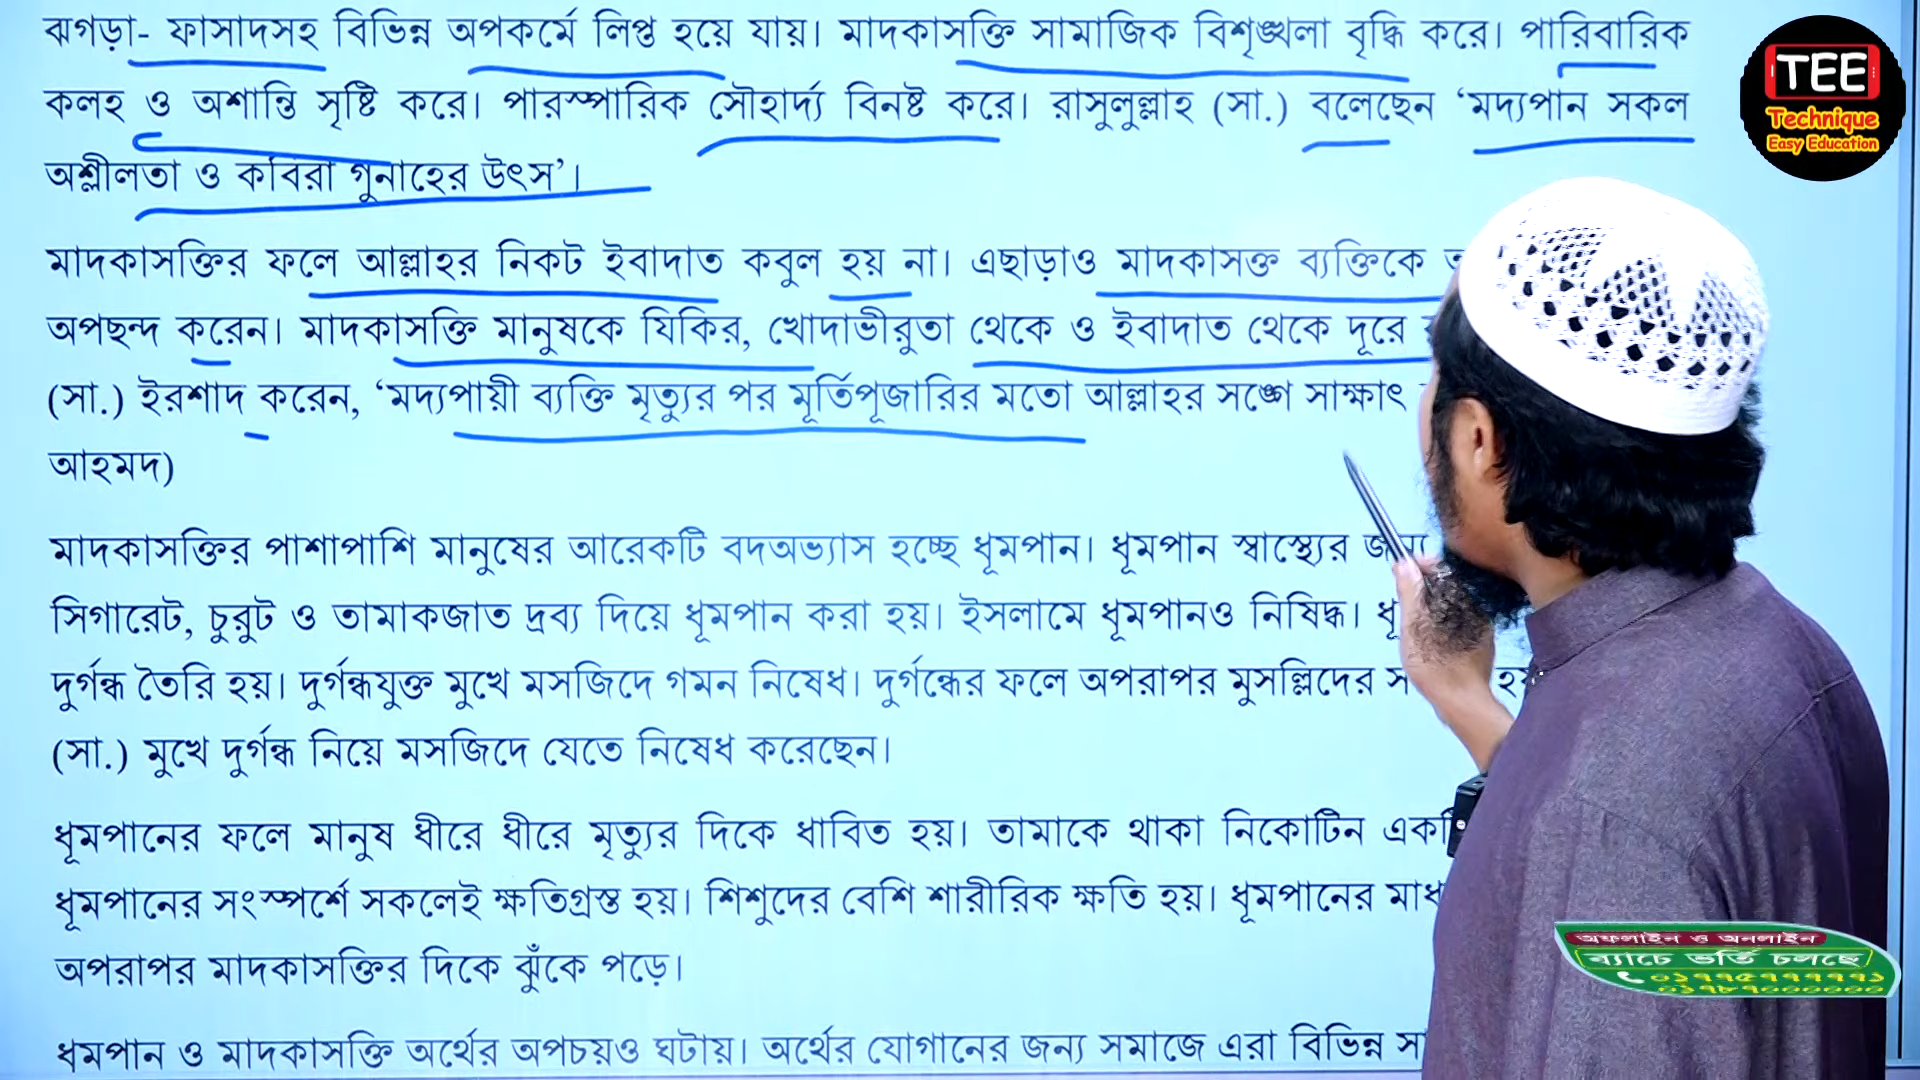 ঝগড়া- ফাসাদসহ বিভিন্ন অপকর্মে লিপ্ত হয়ে যায়। মাদকাসক্তি সামাজিক বিশৃঙ্খলা বৃদ্ধি করে। পারিবারিক
কলহ ও অশান্তি সৃষ্টি করে। পারস্পারিক সৌহার্দ্য বিনষ্ট করে। রাসুলুল্লাহ (সা.) বলেছেন ‘মদ্যপান সকল
অশ্লীলতা ও কবিরা গুনাহের উৎস’।
মাদকাসক্তির ফলে আল্লাহর নিকট ইবাদাত কবুল হয় না। এছাড়াও মাদকাসক্ত ব্যক্তিকে
অপছন্দ করেন। মাদকাসক্তি মানুষকে যিকির, খোদাভীরুতা থেকে ও ইবাদাত থেকে দূরে
(সা.) ইরশাদ করেন, ‘মদ্যপায়ী ব্যক্তি মৃত্যুর পর মূর্তিপূজারির মতো আল্লাহর সঙ্গে সাক্ষাৎ
আহমদ)
মাদকাসক্তির পাশাপাশি মানুষের আরেকটি বদঅভ্যাস হচ্ছে ধূমপান। ধূমপান স্বাস্থ্যের জন্য
সিগারেট, চুরুট ও তামাকজাত দ্রব্য দিয়ে ধূমপান করা হয়। ইসলামে ধূমপানও নিষিদ্ধ।
দুর্গন্ধ তৈরি হয়। দুর্গন্ধযুক্ত মুখে মসজিদে গমন নিষেধ। দুর্গন্ধের ফলে অপরাপর মুসল্লিদের
(সা.) মুখে দুর্গন্ধ নিয়ে মসজিদে যেতে নিষেধ করেছেন।
ধূমপানের ফলে মানুষ ধীরে ধীরে মৃত্যুর দিকে ধাবিত হয়। তামাকে থাকা নিকোটিন
ধূমপানের সংস্পর্শে সকলেই ক্ষতিগ্রস্ত হয়। শিশুদের বেশি শারীরিক ক্ষতি হয়। ধূমপানের
অপরাপর মাদকাসক্তির দিকে ঝুঁকে পড়ে।
ধমপান ও মাদকাসক্তি অর্থের অপচয়ও ঘটায়। অর্থের যোগানের জন্য সমাজে এরা বিভিন্ন
TEE
Technique
Easy Education
অফলাইন ও অনলাইন
ব্যাচে ভর্তি চলছে